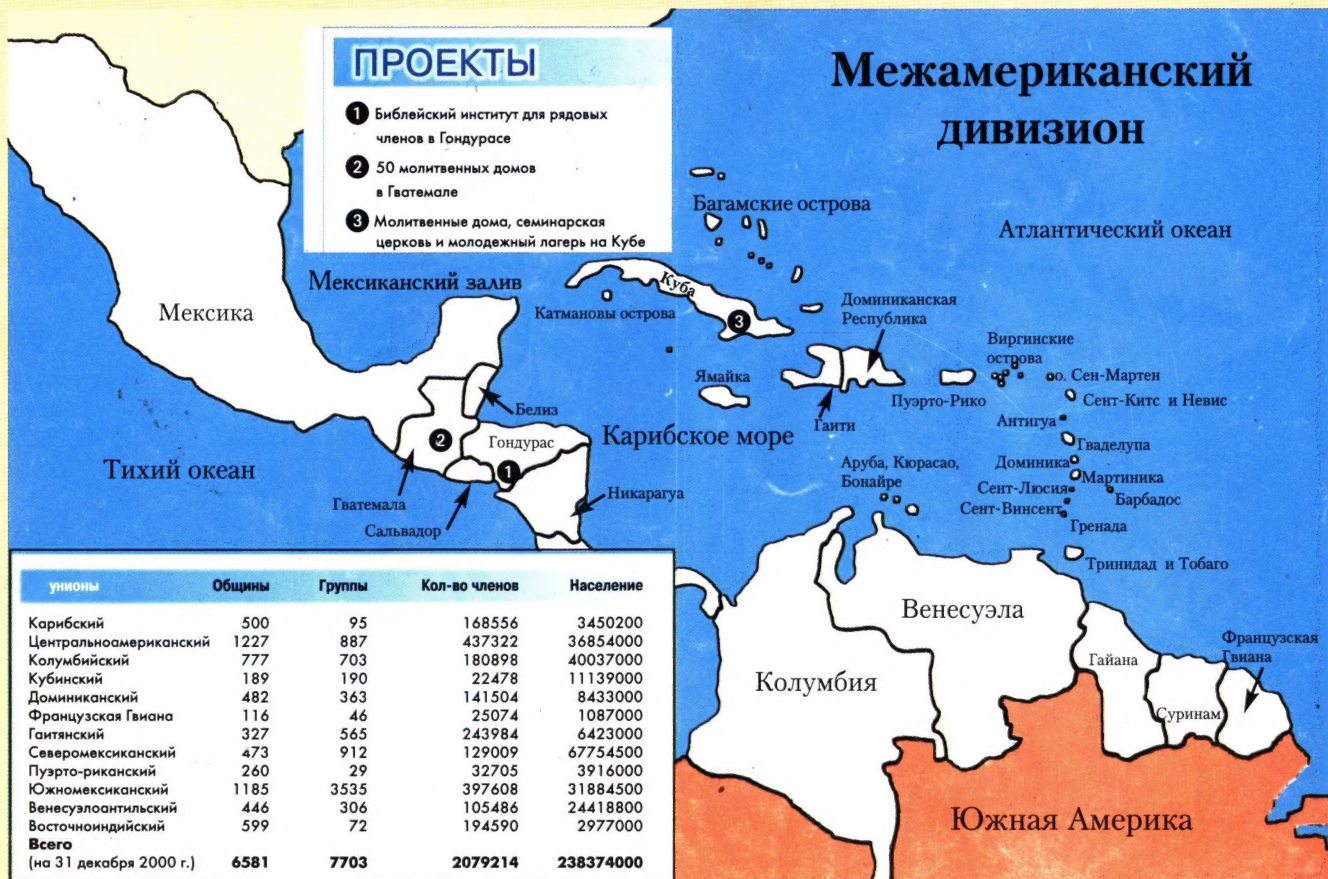 ПРОЕКТЫ
1 Библейский институт для рядовых
членов в Гондурасе
2 50 молитвенных домов
в Гватемале
3 Молитвенные дома, семинарская
церковь и молодежный лагерь на Кубе
Межамериканский
дивизион
Багамские острова
Атлантический океан
Мексиканский залив
Мексика
Куба
3
Катмановы острова
Доминиканская
Республика
Виргинские
острова
о. Сен-Мартен
Ямайка
Пуэрто-Рико
Сент-Китс и Невис
Белиз
Гаити
Антигуа
2
Гондурас
Карибское море
Гваделупа
Тихий океан
1
Аруба, Кюрасао,
Бонайре
Доминика
Мартиника
Гватемала
Никарагуа
Сент-Люсия
Барбадос
Сальвадор
Сент-Винсент
Гренада
Тринидад и Тобаго
Венесуэла
Колумбия
Гайана
Суринам
Французская
Гвиана
Южная Америка
унионы Общины Группы Кол-во членов Население
Карибский 500 95 168556 3450200
Центральноамериканский 1227 887 437322 36854000
Колумбийский 777 703 180898 40037000
Кубинский 189 190 22478 11139000
Доминиканский 482 363 141504 8433000
Французская Гвиана 116 46 25074 1087000
Гаитянский 327 565 243984 6423000
Северомексиканский 473 912 129009 67754500
Пуэрто-риканский 260 29 32705 3916000
Южномексиканский 1185 3535 397608 31884500
Венесуэлоантильский 446 306 105486 24418800
Восточноиндийский 599 72 194590 2977000
Всего
(на 31 декабря 2000 г.) 6581 7703 2079214 238374000